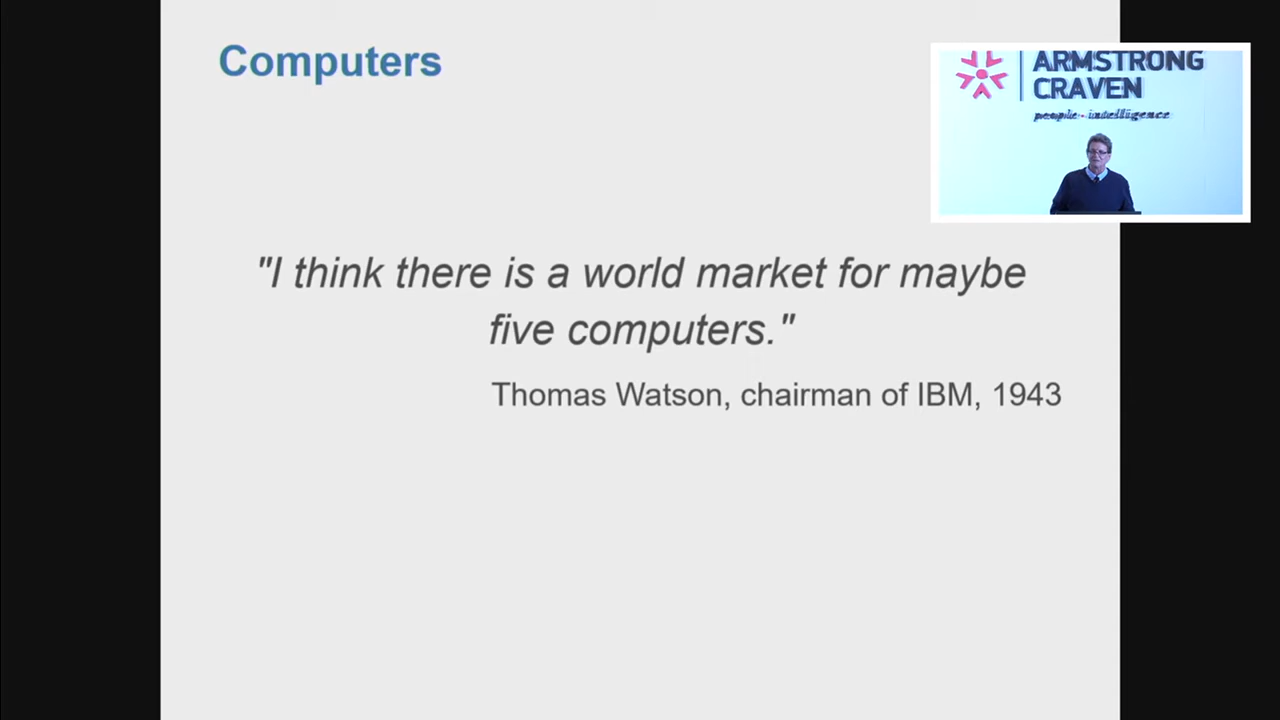 Computers
ARMSTRONG
CRAVEN
people - intelligence
"I think there is a world market for maybe
five computers."
Thomas Watson, chairman of IBM, 1943